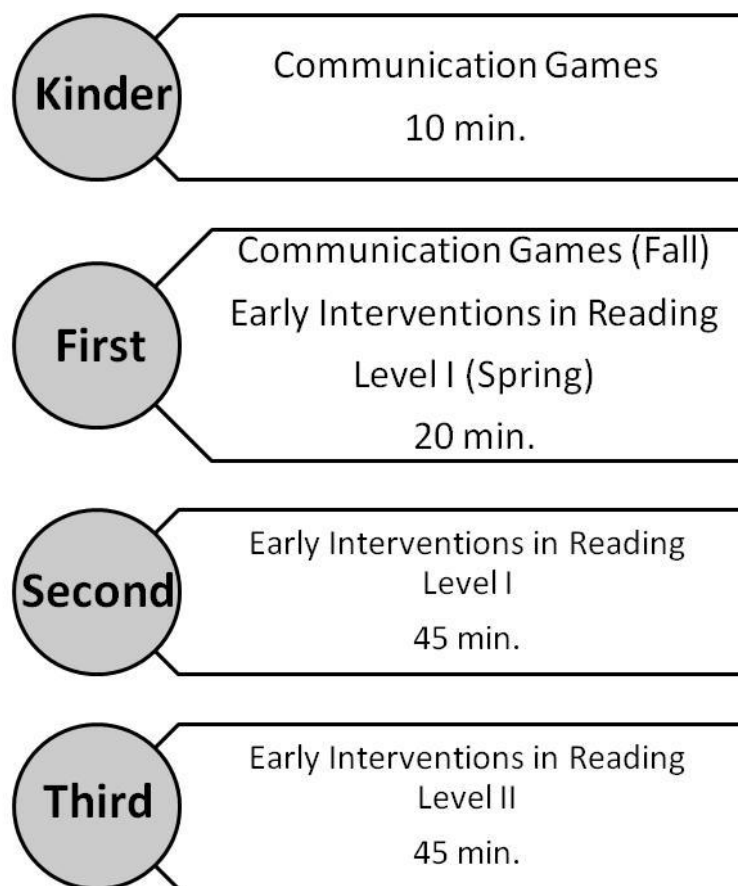 Kinder
Communication Games
10 min.
First
Communication Games (Fall)
Early Interventions in Reading
Level I (Spring)
20 min.
Second
Early Interventions in Reading
Level I
45 min.
Third
Early Interventions in Reading
Level II
45 min.